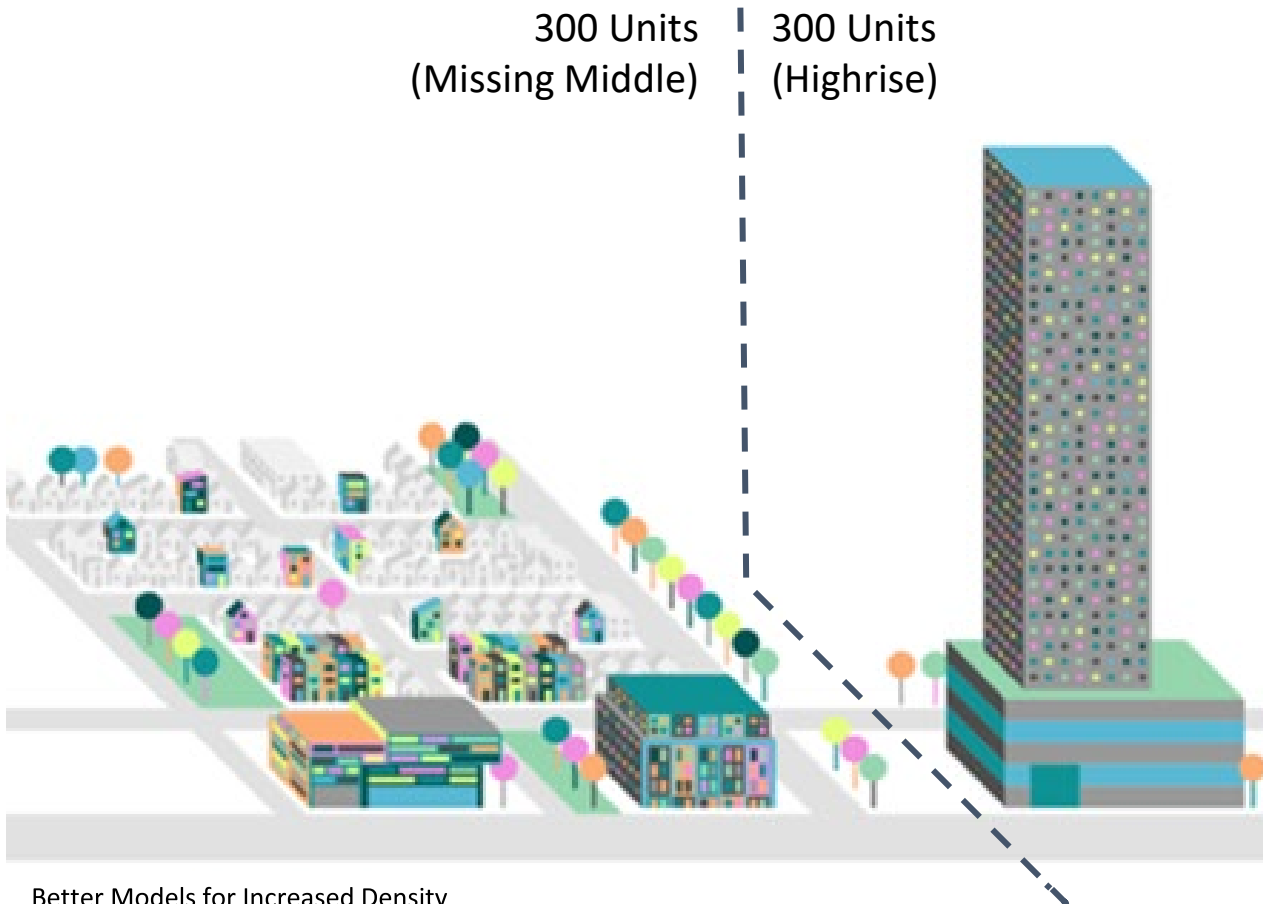 300 Units
(Missing Middle)
300 Units
(Highrise)
Better Models for Increased Density